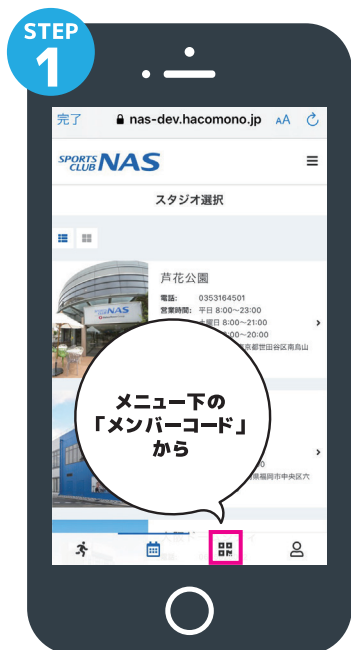 STEP
1
完了
nas-dev.hacomono.jp
AA
SPORTS
CLUB NAS
スタジオ選択
芦花公園
電話: 0353164501
営業時間: 平日 8:00〜23:00
土曜日 8:00〜21:00
0〜20:00
京都世田谷区南烏山
メニュー下の
「メンバーコード」
から
県福岡市中央区六